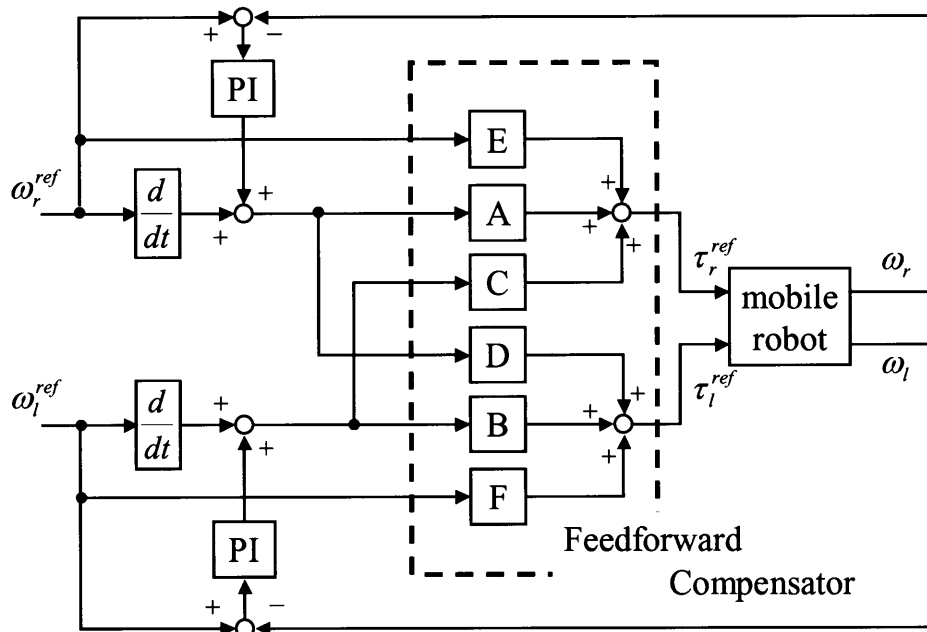 + −
PI
E
ω_r^{ref}
d/dt
+ +
A
+ + +
C
τ_r^{ref}
mobile
robot
ω_r
ω_l
D
τ_l^{ref}
ω_l^{ref}
d/dt
+ +
B
+ + +
F
PI
+ −
Feedforward
Compensator